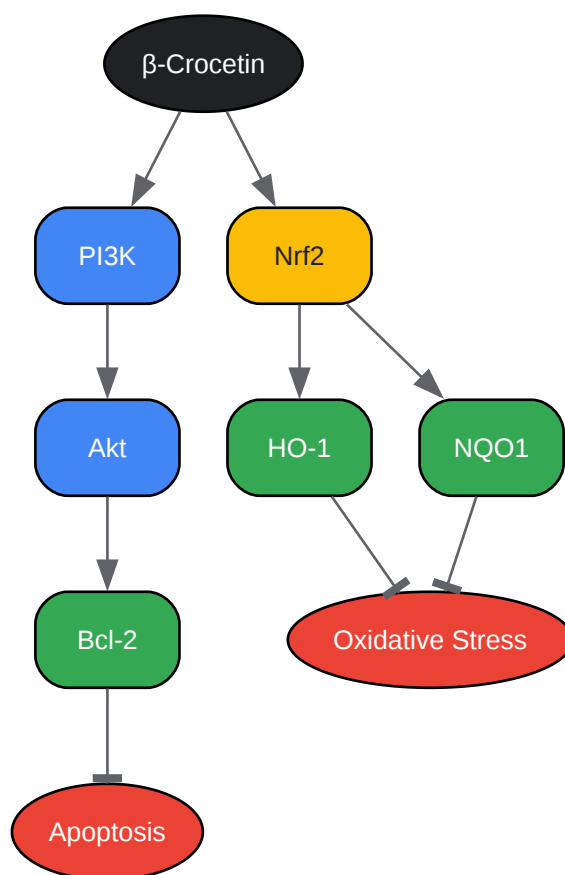 β-Crocetin
PI3K
Nrf2
Akt
HO-1
NQO1
Bcl-2
Oxidative Stress
Apoptosis